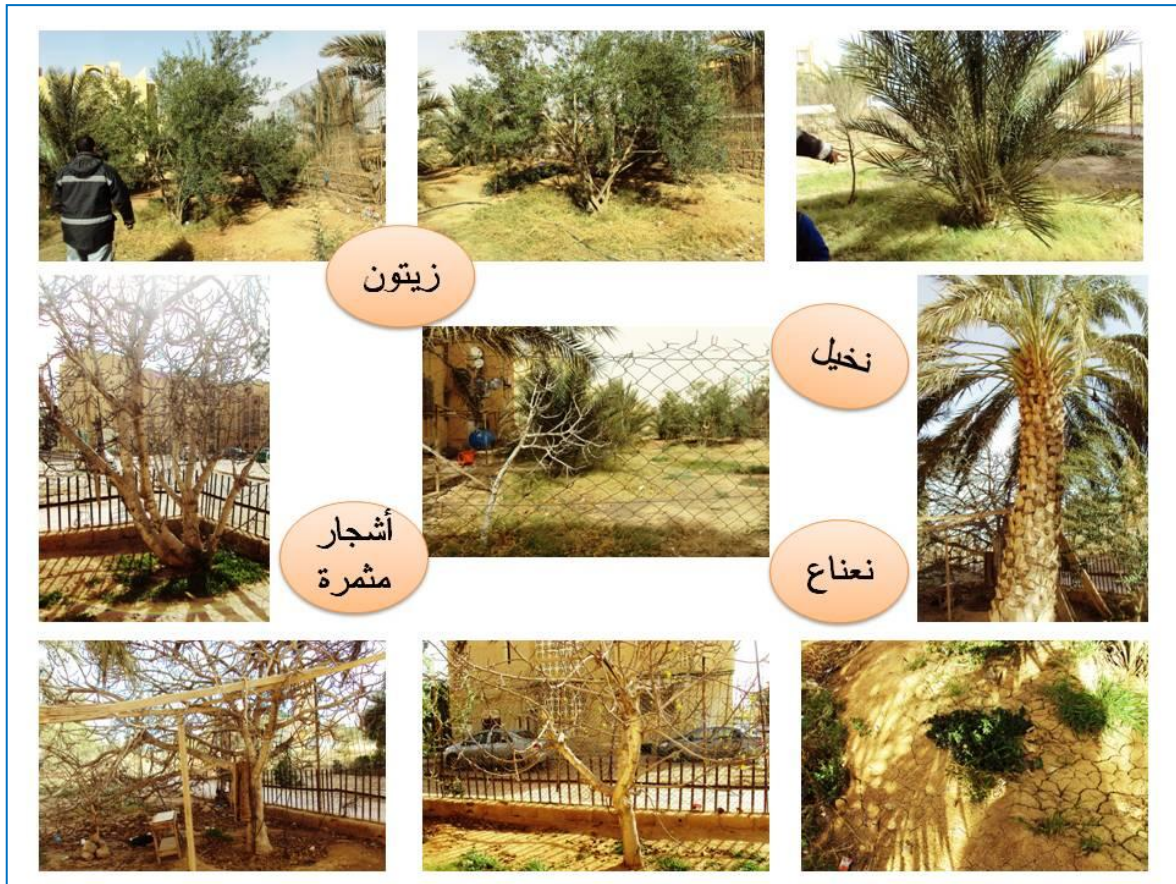 زيتون
نخيل
أشجار
مثمرة
نعناع